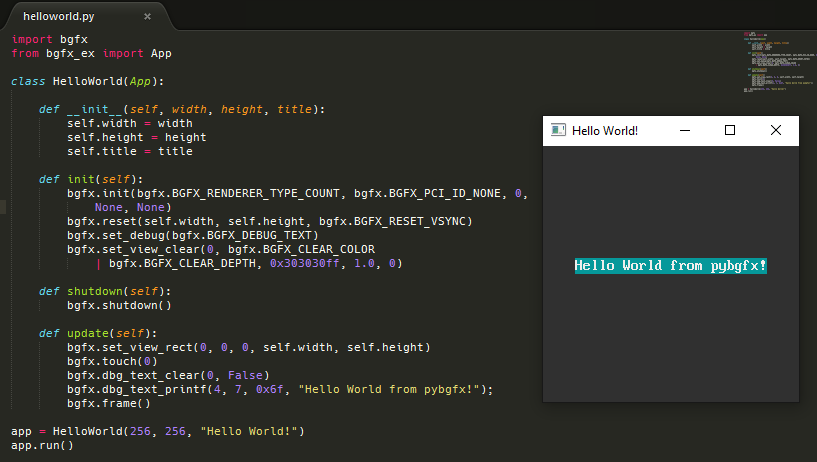 helloworld.py
import bgfx
from bgfx_ex import App
class HelloWorld(App):
def __init__(self, width, height, title):
self.width = width
self.height = height
self.title = title
def init(self):
bgfx.init(bgfx.BGFX_RENDERER_TYPE_COUNT, bgfx.BGFX_PCI_ID_NONE, 0,
None, None)
bgfx.reset(self.width, self.height, bgfx.BGFX_RESET_VSYNC)
bgfx.set_debug(bgfx.BGFX_DEBUG_TEXT)
bgfx.set_view_clear(0, bgfx.BGFX_CLEAR_COLOR
| bgfx.BGFX_CLEAR_DEPTH, 0x303030ff, 1.0, 0)
def shutdown(self):
bgfx.shutdown()
def update(self):
bgfx.set_view_rect(0, 0, 0, self.width, self.height)
bgfx.touch(0)
bgfx.dbg_text_clear(0, False)
bgfx.dbg_text_printf(4, 7, 0x6f, "Hello World from pybgfx!");
bgfx.frame()
app = HelloWorld(256, 256, "Hello World!")
app.run()
Hello World!
Hello World from pybgfx!